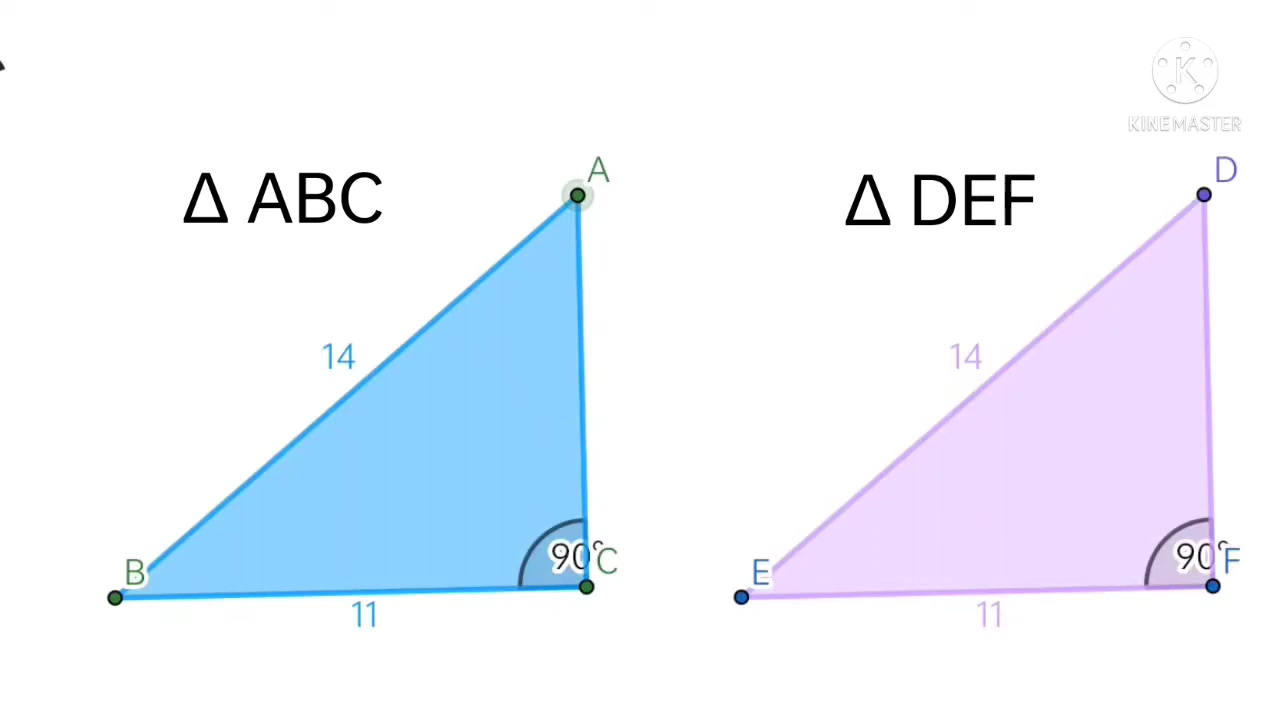 KINEMASTER
Δ ABC
Δ DEF
A
D
14
14
B
90°
C
E
90°
F
11
11